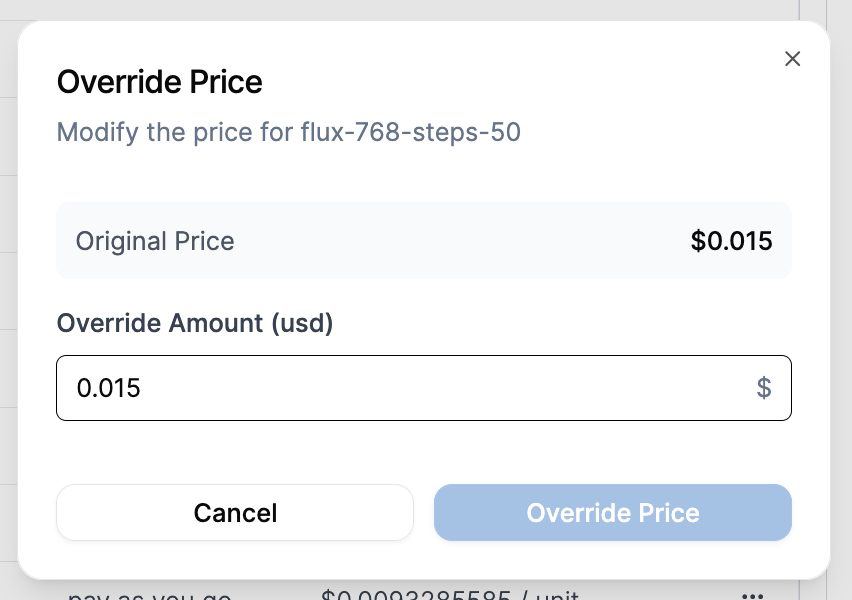 Override Price
Modify the price for flux-768-steps-50
Original Price
$0.015
Override Amount (usd)
0.015
$
Cancel
Override Price
pay as you go
$0.0093285585 / unit